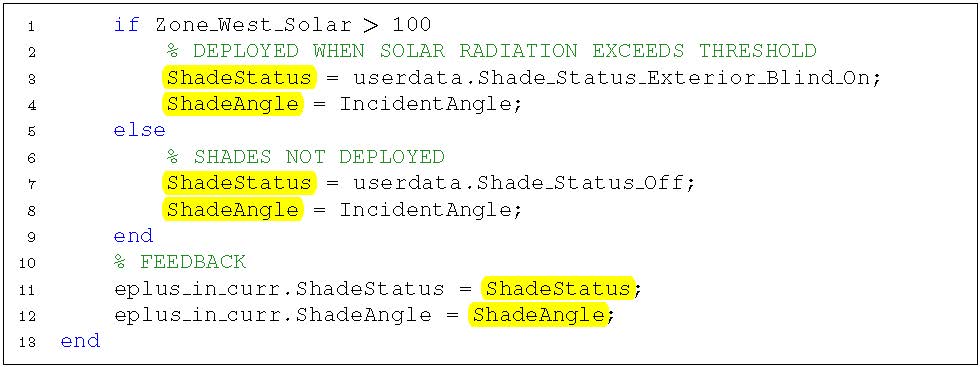 1 if Zone_West_Solar > 100
2 % DEPLOYED WHEN SOLAR RADIATION EXCEEDS THRESHOLD
3 ShadeStatus = userdata.Shade_Status_Exterior_Blind_On;
4 ShadeAngle = IncidentAngle;
5 else
6 % SHADES NOT DEPLOYED
7 ShadeStatus = userdata.Shade_Status_Off;
8 ShadeAngle = IncidentAngle;
9 end
10 % FEEDBACK
11 eplus_in_curr.ShadeStatus = ShadeStatus;
12 eplus_in_curr.ShadeAngle = ShadeAngle;
13 end